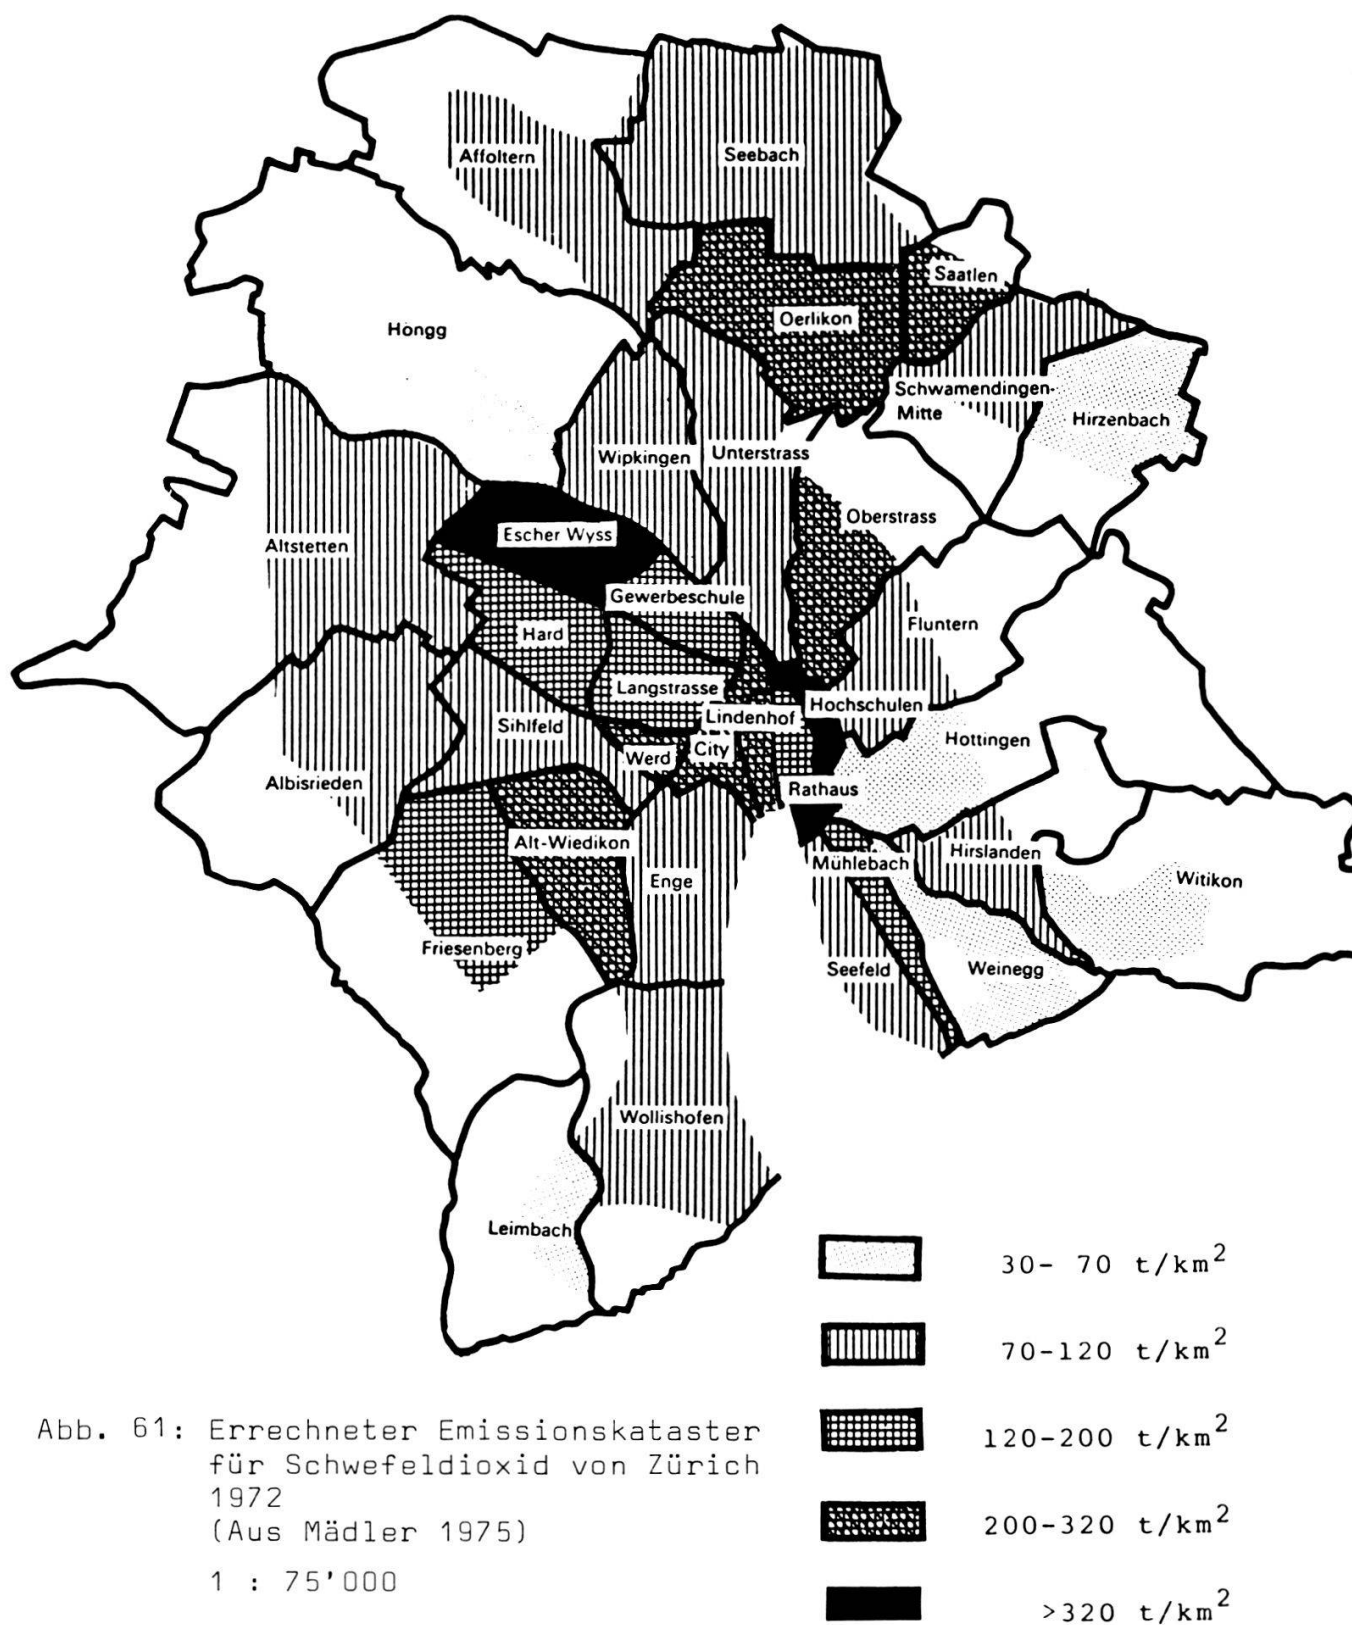 Affoltern
Seebach
Saatlen
Oerlikon
Höngg
Schwamendingen-
Mitte
Hirzenbach
Wipkingen
Unterstrass
Oberstrass
Escher Wyss
Altstetten
Gewerbeschule
Fluntern
Hard
Langstrasse
Hochschulen
Lindenhof
Sihlfeld
Hottingen
City
Werd
Albisrieden
Rathaus
Alt-Wiedikon
Hirslanden
Mühlebach
Enge
Witikon
Friesenberg
Seefeld
Weinegg
Wollishofen
Leimbach
30- 70 t/km²
70-120 t/km²
120-200 t/km²
200-320 t/km²
>320 t/km²
Abb. 61: Errechneter Emissionskataster
für Schwefeldioxid von Zürich
1972
(Aus Mädler 1975)
1 : 75'000